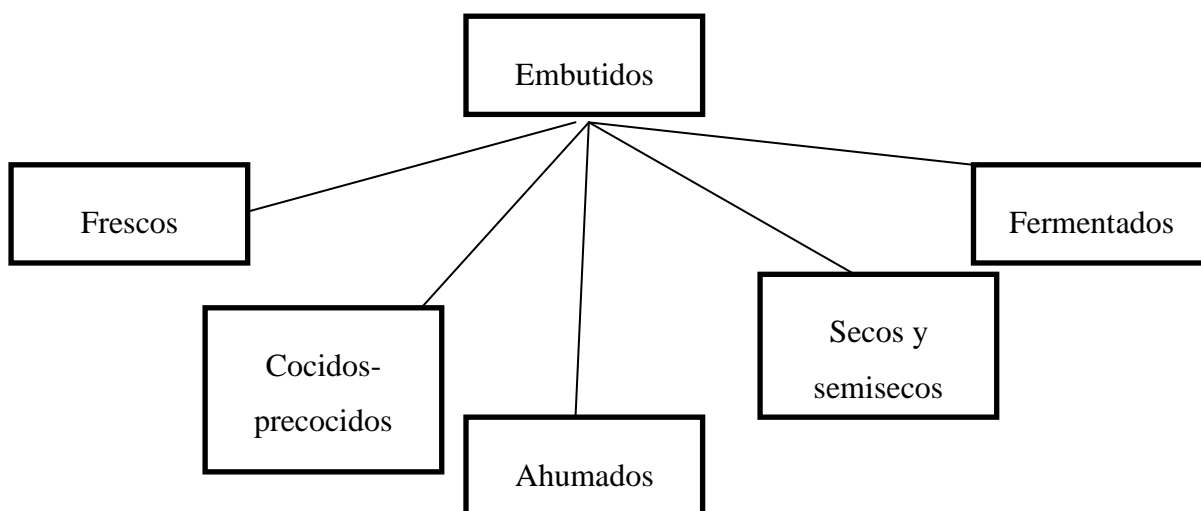 Embutidos
Frescos
Fermentados
Cocidos-
precocidos
Secos y
semisecos
Ahumados